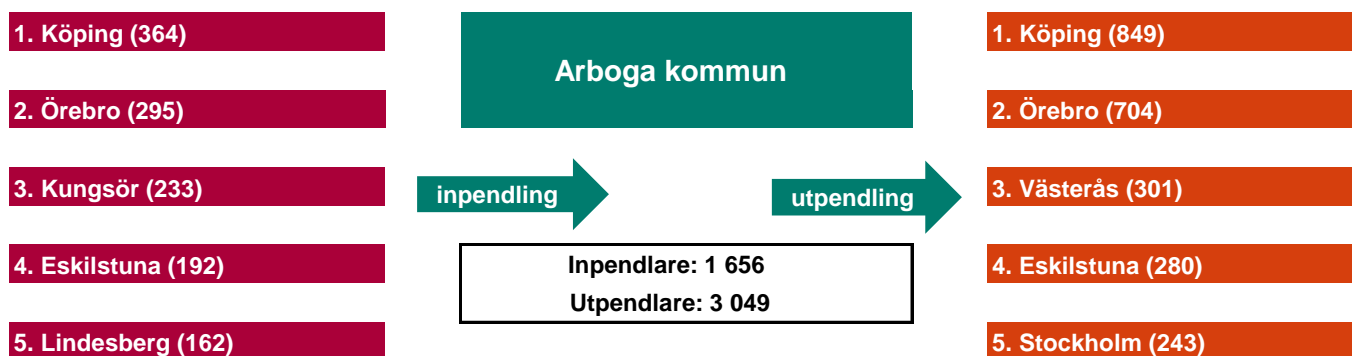 1. Köping (364)
2. Örebro (295)
3. Kungsör (233)
4. Eskilstuna (192)
5. Lindesberg (162)
Arboga kommun
inpendling
utpendling
Inpendlare: 1 656
Utpendlare: 3 049
1. Köping (849)
2. Örebro (704)
3. Västerås (301)
4. Eskilstuna (280)
5. Stockholm (243)